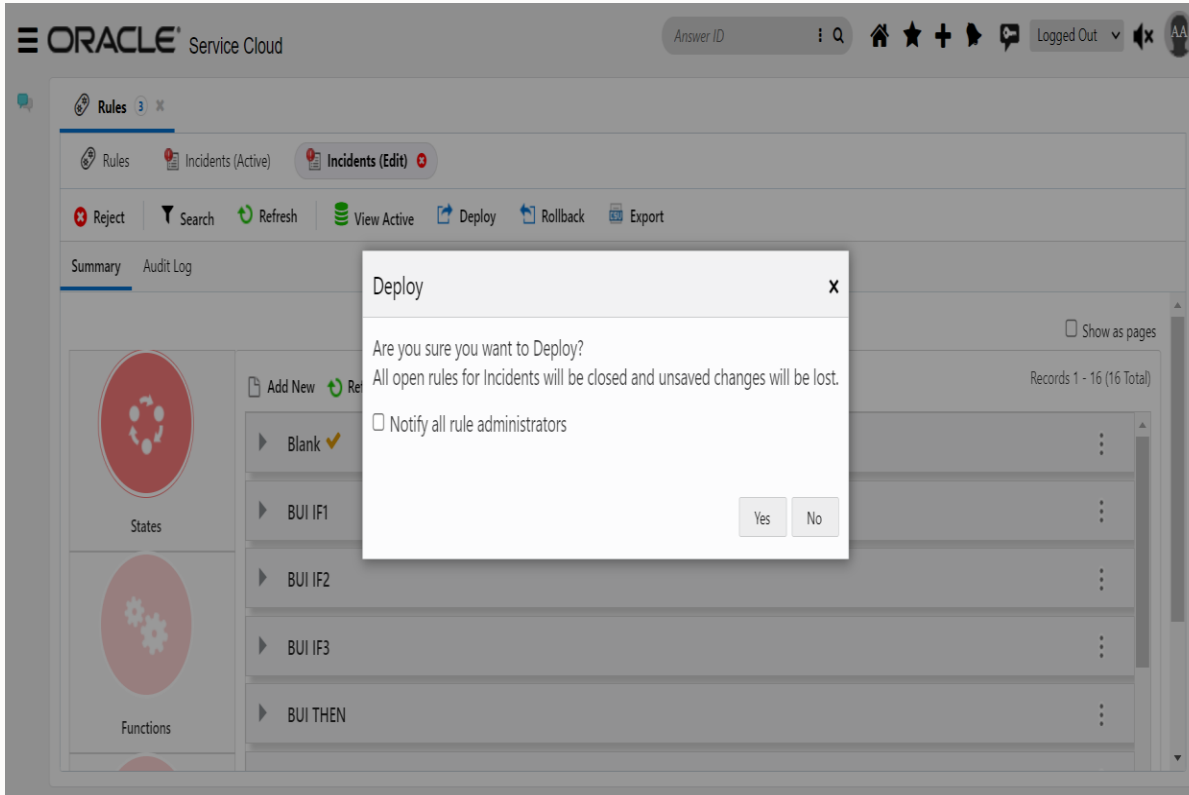 ORACLE Service Cloud
Answer ID
Logged Out
AA
Rules 3
Rules
Incidents (Active)
Incidents (Edit)
Reject
Search
Refresh
View Active
Deploy
Rollback
Export
Summary
Audit Log
Deploy
Are you sure you want to Deploy?
All open rules for Incidents will be closed and unsaved changes will be lost.
Notify all rule administrators
Yes
No
Show as pages
Add New
Records 1 - 16 (16 Total)
Blank
States
BUI IF1
BUI IF2
BUI IF3
Functions
BUI THEN